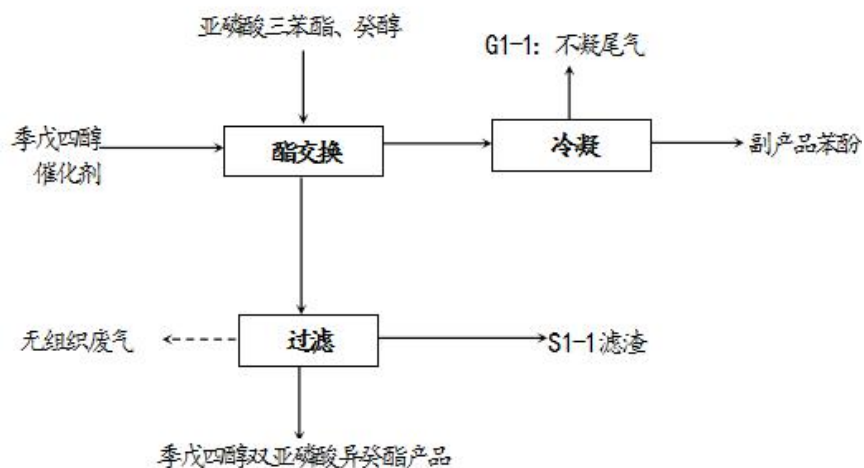 亚磷酸三苯酯、癸醇
G1-1：不凝尾气
季戊四醇
催化剂
酯交换
冷凝
副产品苯酚
无组织废气
过滤
S1-1滤渣
季戊四醇双亚磷酸异癸酯产品